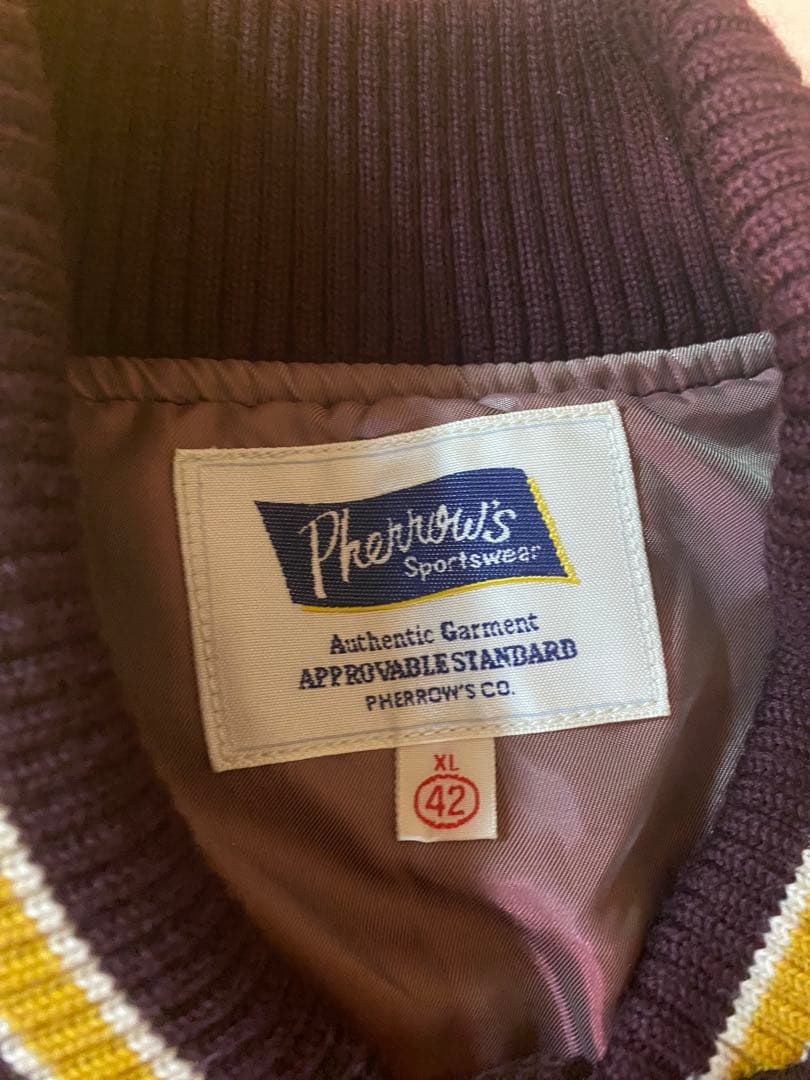 Pherrow's
Sportswear
Authentic Garment
APPROVABLE STANDARD
PHERROW'S CO.
XL
42